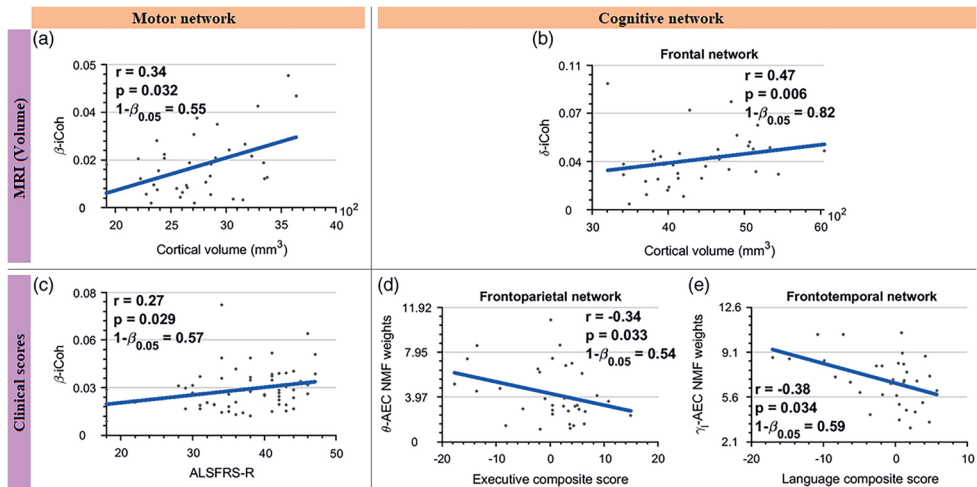 Motor network
Cognitive network
MRI (Volume)
(a)
r = 0.34
p = 0.032
1-β0.05 = 0.55
β-iCoh
0.05
0.04
0.02
0.01
0
20
25
30
35
40
10²
Cortical volume (mm³)
(b)
Frontal network
r = 0.47
p = 0.006
1-β0.05 = 0.82
δ-iCoh
0.11
0.07
0.04
0
30
40
50
60
10²
Cortical volume (mm³)
Clinical scores
(c)
r = 0.27
p = 0.029
1-β0.05 = 0.57
β-iCoh
0.08
0.06
0.03
0.02
0
20
30
40
50
ALSFRS-R
(d)
Frontoparietal network
r = -0.34
p = 0.033
1-β0.05 = 0.54
θ-AEC NMF weights
11.92
7.95
3.97
0
-20
-10
0
10
20
Executive composite score
(e)
Frontotemporal network
r = -0.38
p = 0.034
1-β0.05 = 0.59
γl-AEC NMF weights
12.6
9.1
5.6
2.1
-20
-10
0
10
Language composite score